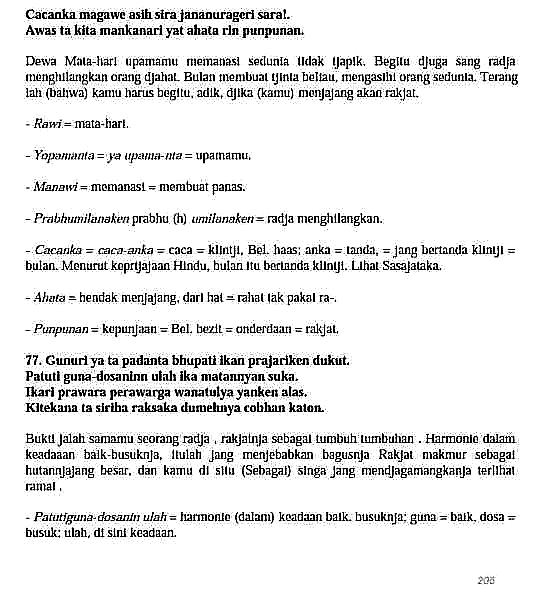 Cacanka magawe asih sira jananurageri sara!.
Awas ta kita mankanari yat ahata rin punpunan.
Dewa Mata-hari upamamu memanasi sedunia tidak tjapik. Begitu djuga sang radja
menghilangkan orang djahat. Bulan membuat tjinta beliau, mengasihi orang sedunia. Terang
lah (bahwa) kamu harus begitu, adik, djika (kamu) menjajang akan rakjat.
- Rawi = mata-hari.
- Yopamanta = ya upama-nta = upamamu.
- Manawi = memanasi = membuat panas.
- Prabhumilanaken prabhu (h) umilanaken = radja menghilangkan.
- Cacanka = caca-anka = caca = klintji, Bel. haas; anka = tanda, = jang bertanda klintji =
bulan. Menurut keprtjajaan Hindu, bulan itu bertanda klintji. Lihat Sasajataka.
- Ahata = hendak menjajang, dari hat = rahat tak pakai ra-.
- Punpunan = kepunjaan = Bel. bezit = onderdaan = rakjat.
77. Gunuri ya ta padanta bhupati ikan prajariken dukut.
Patuti guna-dosaninn ulah ika matannyan suka.
Ikari prawara perawarga wanatulya yanken alas.
Kitekana ta siriha raksaka dumehnya cobhan katon.
Bukti jalah samamu seorang radja , rakjatnja sebagai tumbuh tumbuhan . Harmonie dalam
keadaaan baik-busuknja, itulah jang menjebabkan bagusnja Rakjat makmur sebagai
hutannjajang besar, dan kamu di situ (Sebagai) singa jang mendjagamangkanja terlihat
ramai .
- Patutiguna-dosanin ulah = harmonie (dalam) keadaan baik. busuknja; guna = baik, dosa =
busuk; ulah, di sini keadaan.
205